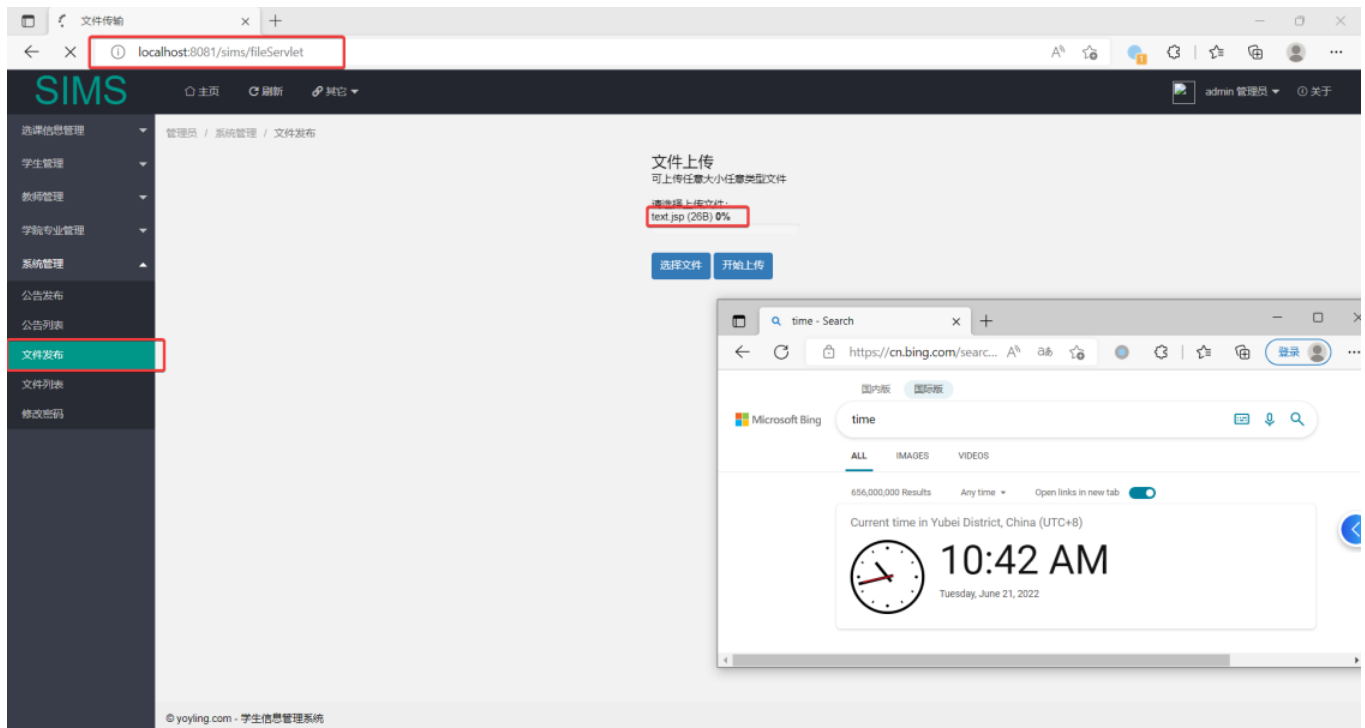 文件传输
localhost:8081/sims/fileServlet
SIMS
主页 刷新 其它
admin 管理员 关于
选课信息管理
管理员 / 系统管理 / 文件发布
学生管理
教师管理
学院专业管理
系统管理
公告发布
公告列表
文件发布
文件列表
修改密码
文件上传
可上传任意大小任意类型文件
请选择上传文件:
text.jsp (26B) 0%
选择文件 开始上传
time - Search
https://cn.bing.com/searc...
登录
国内版 国际版
Microsoft Bing
time
ALL IMAGES VIDEOS
656,000,000 Results Any time Open links in new tab
Current time in Yubei District, China (UTC+8)
10:42 AM
Tuesday, June 21, 2022
© yoyling.com - 学生信息管理系统